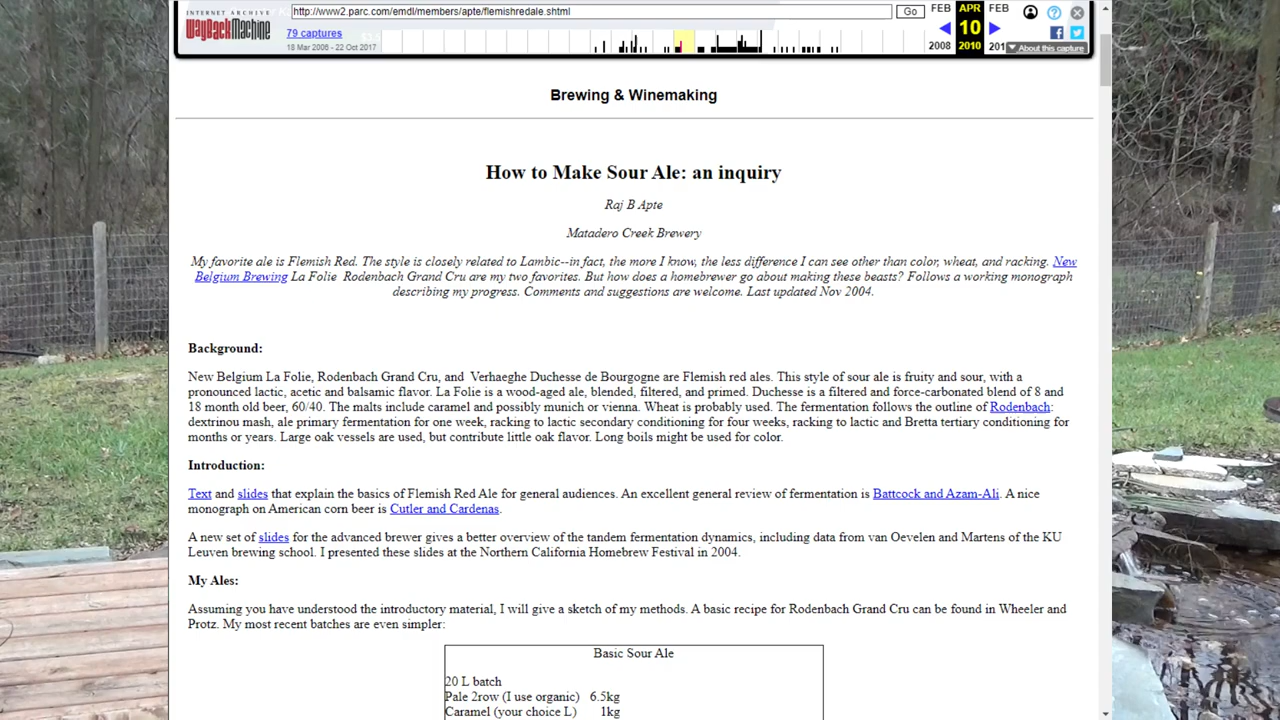 INTERNET ARCHIVE
WayBackMachine
http://www2.parc.com/emdl/members/apte/flemishredale.shtml
Go
FEB
APR
FEB
79 captures
10
18 Mar 2006 - 22 Oct 2017
2008
2010
201
About this capture
Brewing & Winemaking
How to Make Sour Ale: an inquiry
Raj B Apte
Matadero Creek Brewery
My favorite ale is Flemish Red. The style is closely related to Lambic--in fact, the more I know, the less difference I can see other than color, wheat, and racking. New
Belgium Brewing La Folie Rodenbach Grand Cru are my two favorites. But how does a homebrewer go about making these beasts? Follows a working monograph
describing my progress. Comments and suggestions are welcome. Last updated Nov 2004.
Background:
New Belgium La Folie, Rodenbach Grand Cru, and Verhaeghe Duchesse de Bourgogne are Flemish red ales. This style of sour ale is fruity and sour, with a
pronounced lactic, acetic and balsamic flavor. La Folie is a wood-aged ale, blended, filtered, and primed. Duchesse is a filtered and force-carbonated blend of 8 and
18 month old beer, 60/40. The malts include caramel and possibly munich or vienna. Wheat is probably used. The fermentation follows the outline of Rodenbach:
dextrinou mash, ale primary fermentation for one week, racking to lactic secondary conditioning for four weeks, racking to lactic and Bretta tertiary conditioning for
months or years. Large oak vessels are used, but contribute little oak flavor. Long boils might be used for color.
Introduction:
Text and slides that explain the basics of Flemish Red Ale for general audiences. An excellent general review of fermentation is Battcock and Azam-Ali. A nice
monograph on American corn beer is Cutler and Cardenas.
A new set of slides for the advanced brewer gives a better overview of the tandem fermentation dynamics, including data from van Oevelen and Martens of the KU
Leuven brewing school. I presented these slides at the Northern California Homebrew Festival in 2004.
My Ales:
Assuming you have understood the introductory material, I will give a sketch of my methods. A basic recipe for Rodenbach Grand Cru can be found in Wheeler and
Protz. My most recent batches are even simpler:
Basic Sour Ale
20 L batch
Pale 2row (I use organic) 6.5kg
Caramel (your choice L) 1kg